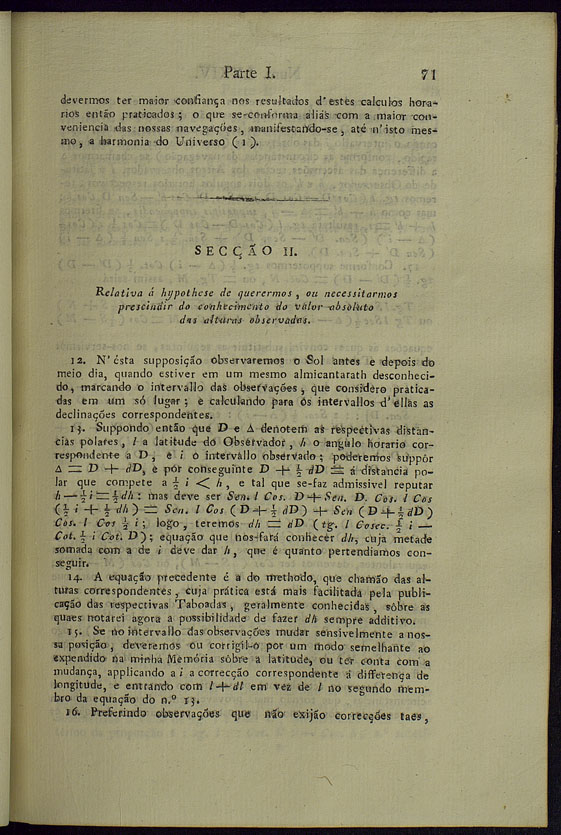 Parte I. 71
devermos ter maior confiança nos resultados d'estes calculos hora-
rios então praticados; o que se-conforma aliás com a maior con-
veniencia das nossas navegações, manifestando-se, até n'isto mes-
mo, a harmonia do Universo (1).
SECÇÃO II.
Relativa á hypothese de querermos, ou necessitarmos
prescindir do conhecimento do valor absoluto
das alturas observadas.
12. N'ésta supposição observaremos o Sol antes e depois do
meio dia, quando estiver em um mesmo almicantarath desconheci-
do, marcando o intervallo das observações, que considéro pratica-
das em um só lugar; e calculando para os intervallos d'ellas as
declinações correspondentes.
13. Suppondo então que D e Δ denotem as respectivas distan-
cias polares, l a latitude do Observador, h o angulo horario cor-
respondente a D, e i o intervallo observado; poderemos suppôr
Δ = D + dD, e pôr conseguinte D + ½ dD = á distancia po-
lar que compete a ½ i < h, e tal que se-faz admissivel reputar
h — ½ i = ½ dh: mas deve ser Sen. l Cos. D + Sen. D. Cos. l Cos
(½ i + ½ dh) = Sen. l Cos (D + ½ dD) + Sen (D + ½ dD)
Cos. l Cos ½ i; logo, teremos dh = dD (tg. l Cosec. ½ i —
Cot. ½ i Cot. D); equação que nos-fará conhecer dh, cuja metade
somada com a de i deve dar h, que é quanto pertendiamos con-
seguir.
14. A equação precedente é a do methodo, que chamão das al-
turas correspondentes, cuja prática está mais facilitada pela publi-
cação das respectivas Taboadas, geralmente conhecidas, sôbre as
quaes notarei agora a possibilidade de fazer dh sempre additivo.
15. Se no intervallo das observações mudar sensivelmente a nos-
sa posição, deveremos ou corrigil-o por um modo semelhante ao
expendido na minha Memória sôbre a latitude, ou ter conta com a
mudança, applicando a i a correcção correspondente á differença de
longitude, e entrando com l + dl em vez de l no segundo mem-
bro da equação do n.º 13.
16. Preferindo observações que não exijão correcções taes,